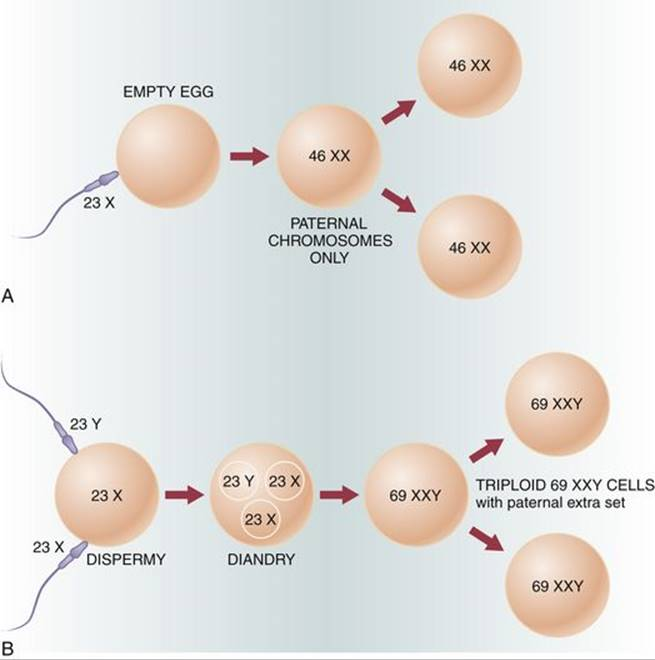 46 XX
EMPTY EGG
46 XX
23 X
PATERNAL
CHROMOSOMES
ONLY
46 XX
A
69 XXY
23 Y
23 X
23 Y
23 X
23 X
69 XXY
TRIPLOID 69 XXY CELLS
with paternal extra set
23 X
DISPERMY
DIANDRY
69 XXY
B